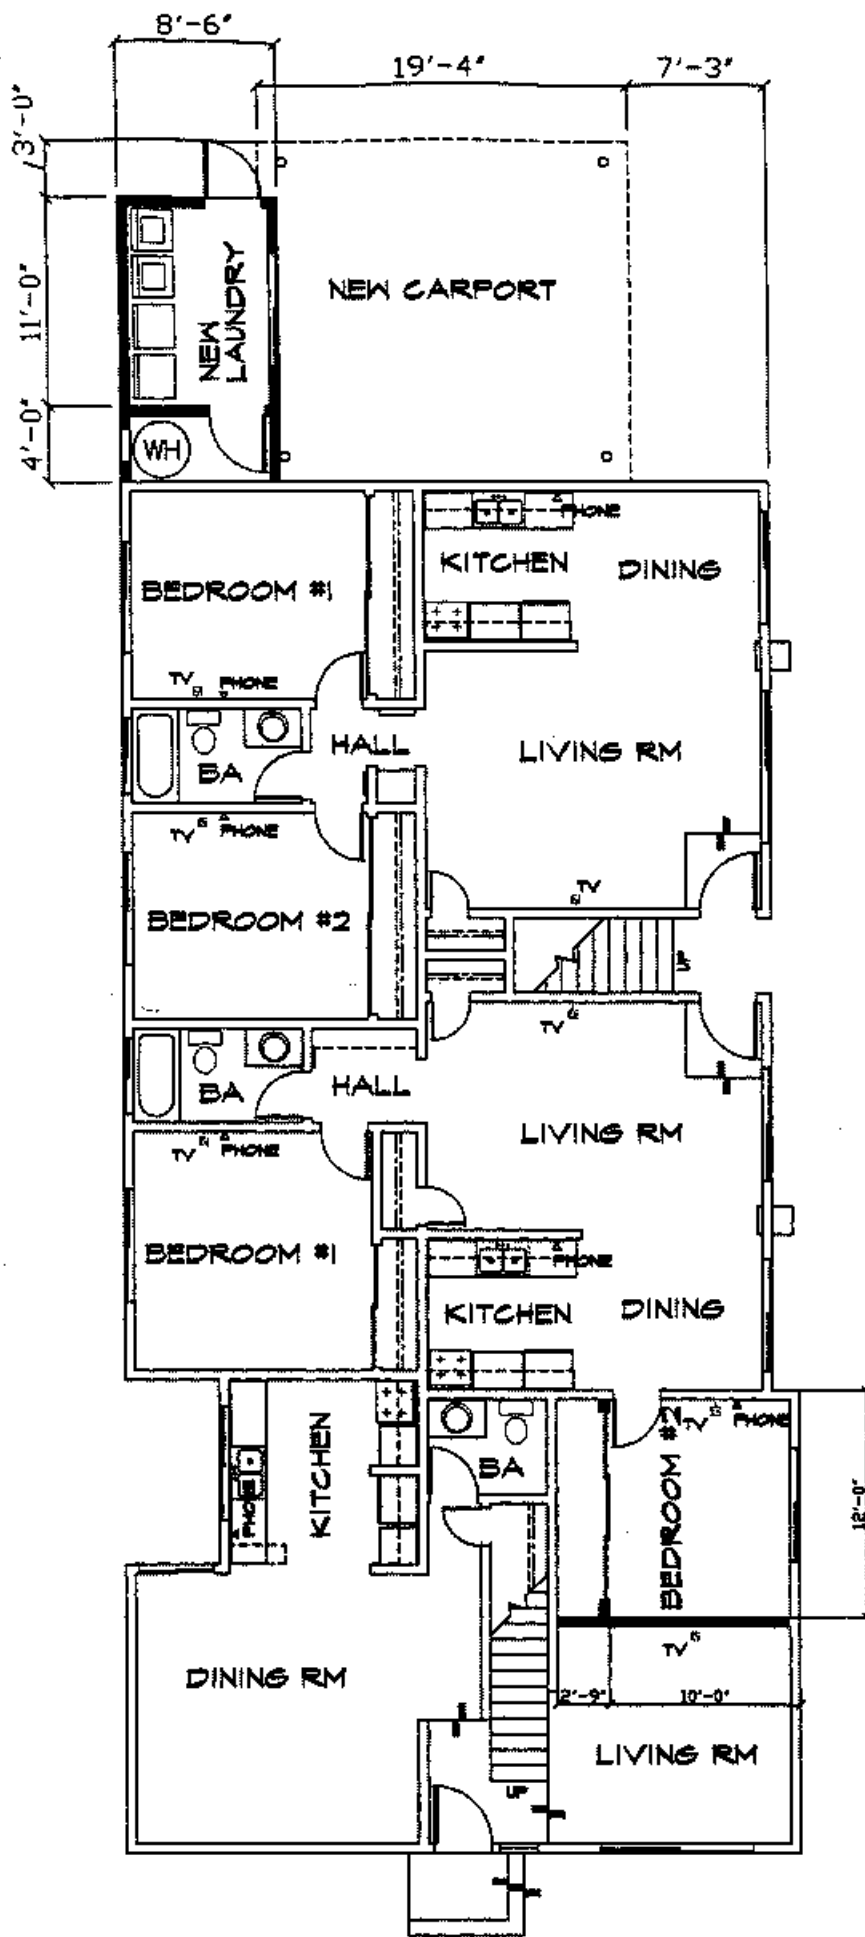 8'-6"
19'-4"
7'-3"
3'-0"
11'-0"
4'-0"
NEW
LAUNDRY
NEW CARPORT
WH
PHONE
KITCHEN
DINING
BEDROOM #1
TV
PHONE
HALL
LIVING RM
BA
TV
PHONE
BEDROOM #2
TV
UP
TV
BA
HALL
LIVING RM
TV
PHONE
BEDROOM #1
PHONE
KITCHEN
DINING
KITCHEN
PHONE
BA
BEDROOM #2
TV
PHONE
12'-0"
DINING RM
TV
2'-9"
10'-0"
LIVING RM
UP